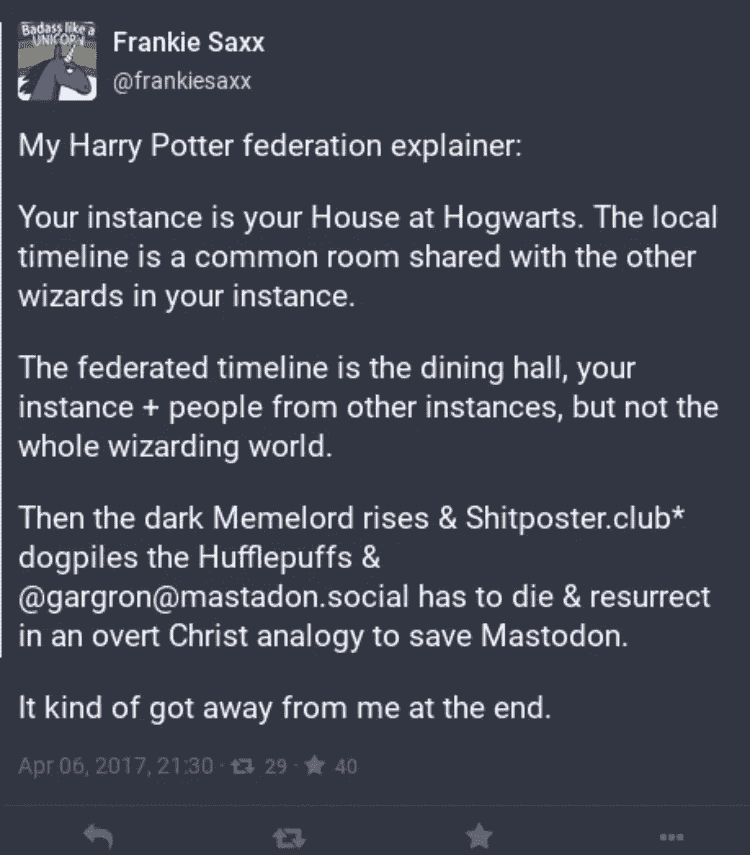 Badass like a
UNICORN
Frankie Saxx
@frankiesaxx
My Harry Potter federation explainer:
Your instance is your House at Hogwarts. The local
timeline is a common room shared with the other
wizards in your instance.
The federated timeline is the dining hall, your
instance + people from other instances, but not the
whole wizarding world.
Then the dark Memelord rises & Shitposter.club*
dogpiles the Hufflepuffs &
@gargron@mastadon.social has to die & resurrect
in an overt Christ analogy to save Mastodon.
It kind of got away from me at the end.
Apr 06, 2017, 21:30 · 29 · 40